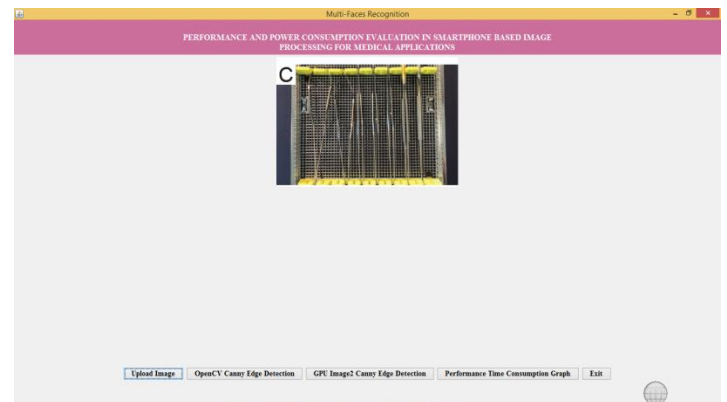 Multi-Faces Recognition
PERFORMANCE AND POWER CONSUMPTION EVALUATION IN SMARTPHONE BASED IMAGE
PROCESSING FOR MEDICAL APPLICATIONS
C
Upload Image OpenCV Canny Edge Detection GPU Image2 Canny Edge Detection Performance Time Consumption Graph Exit